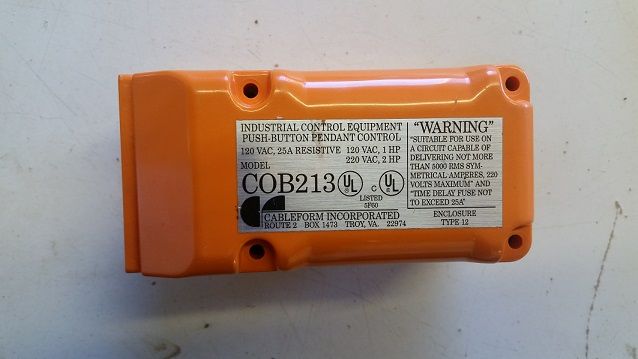 INDUSTRIAL CONTROL EQUIPMENT
PUSH-BUTTON PENDANT CONTROL
120 VAC, 25A RESISTIVE 120 VAC, 1 HP
220 VAC, 2 HP
MODEL
COB213 UL C UL
LISTED
5F60
CABLEFORM INCORPORATED
ROUTE 2 BOX 1473 TROY, VA. 22974
"WARNING"
"SUITABLE FOR USE ON
A CIRCUIT CAPABLE OF
DELIVERING NOT MORE
THAN 5000 RMS SYM-
METRICAL AMPERES, 220
VOLTS MAXIMUM" AND
"TIME DELAY FUSE NOT
TO EXCEED 25A"
ENCLOSURE
TYPE 12